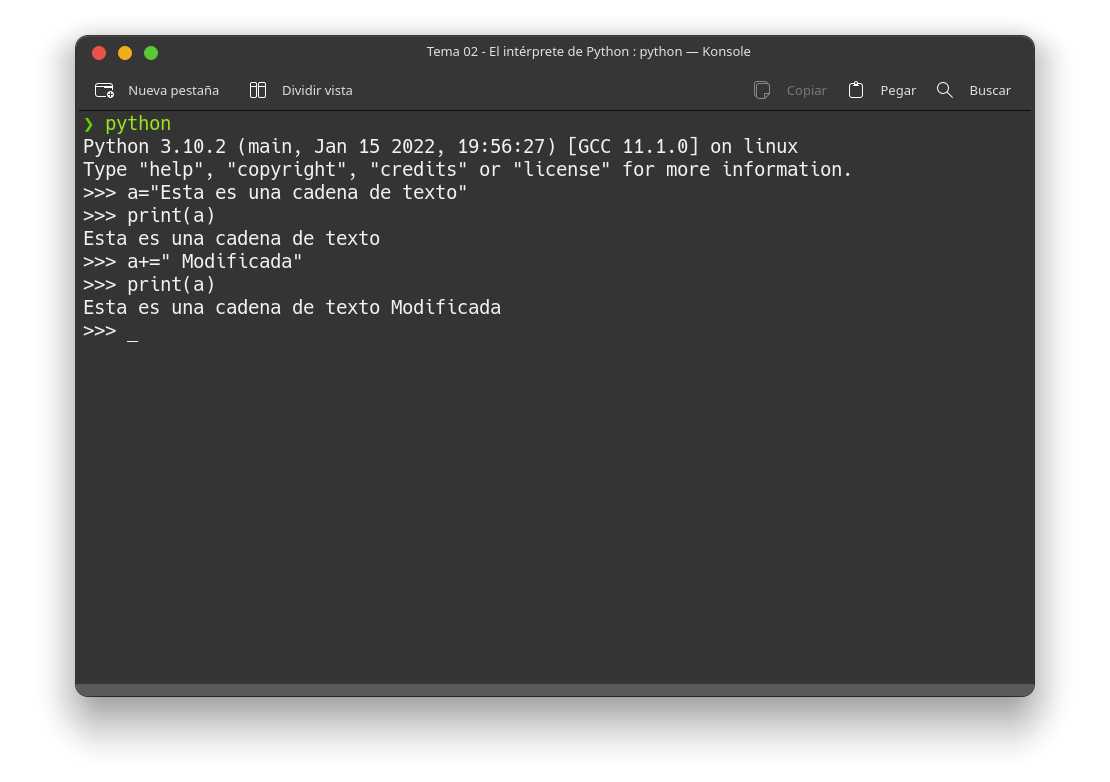 Tema 02 - El intérprete de Python : python — Konsole
Nueva pestaña Dividir vista Copiar Pegar Buscar
❯ python
Python 3.10.2 (main, Jan 15 2022, 19:56:27) [GCC 11.1.0] on linux
Type "help", "copyright", "credits" or "license" for more information.
>>> a="Esta es una cadena de texto"
>>> print(a)
Esta es una cadena de texto
>>> a+=" Modificada"
>>> print(a)
Esta es una cadena de texto Modificada
>>> _